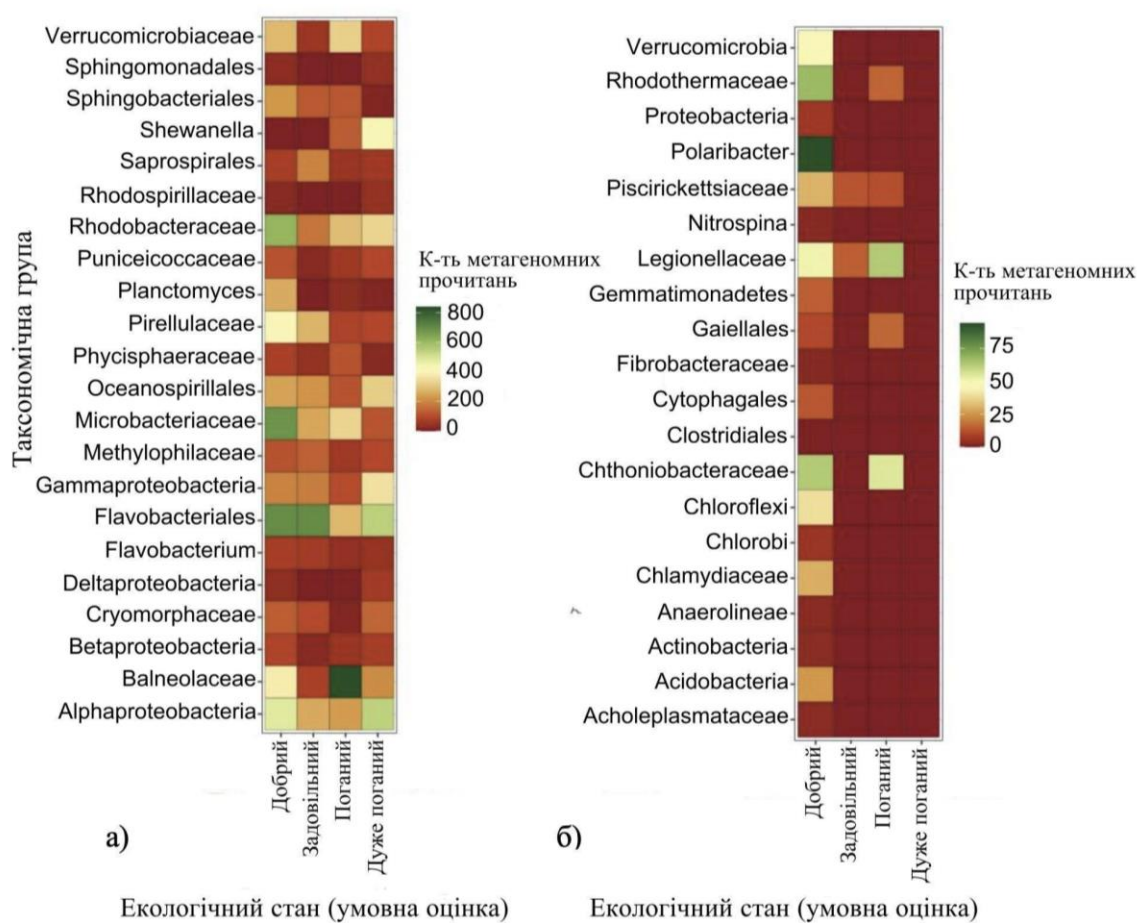 Таксономічна група
Verrucomicrobiaceae
Sphingomonadales
Sphingobacteriales
Shewanella
Saprospirales
Rhodospirillaceae
Rhodobacteraceae
Puniceicoccaceae
Planctomyces
Pirellulaceae
Phycisphaeraceae
Oceanospirillales
Microbacteriaceae
Methylophilaceae
Gammaproteobacteria
Flavobacteriales
Flavobacterium
Deltaproteobacteria
Cryomorphaceae
Betaproteobacteria
Balneolaceae
Alphaproteobacteria
Добрий
Задовільний
Поганий
Дуже поганий
К-ть метагеномних
прочитань
800
600
400
200
0
а)
Екологічний стан (умовна оцінка)
Verrucomicrobia
Rhodothermaceae
Proteobacteria
Polaribacter
Piscirickettsiaceae
Nitrospina
Legionellaceae
Gemmatimonadetes
Gaiellales
Fibrobacteraceae
Cytophagales
Clostridiales
Chthoniobacteraceae
Chloroflexi
Chlorobi
Chlamydiaceae
Anaerolineae
Actinobacteria
Acidobacteria
Acholeplasmataceae
Добрий
Задовільний
Поганий
Дуже поганий
К-ть метагеномних
прочитань
75
50
25
0
б)
Екологічний стан (умовна оцінка)